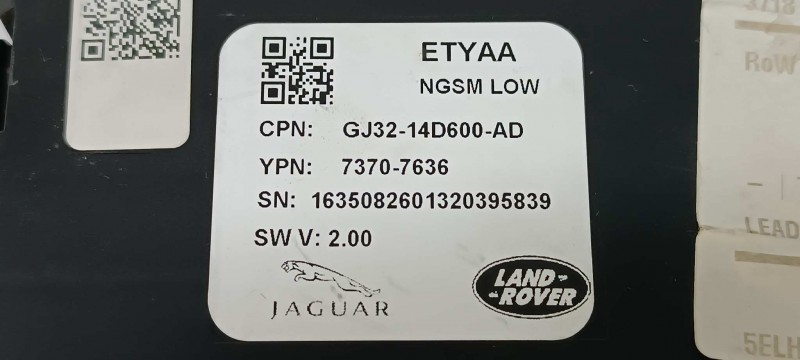 ETYAA
NGSM LOW
CPN: GJ32-14D600-AD
YPN: 7370-7636
SN: 1635082601320395839
SW V: 2.00
JAGUAR
LAND-
-ROVER
3718
RoW
LEAD
5ELH